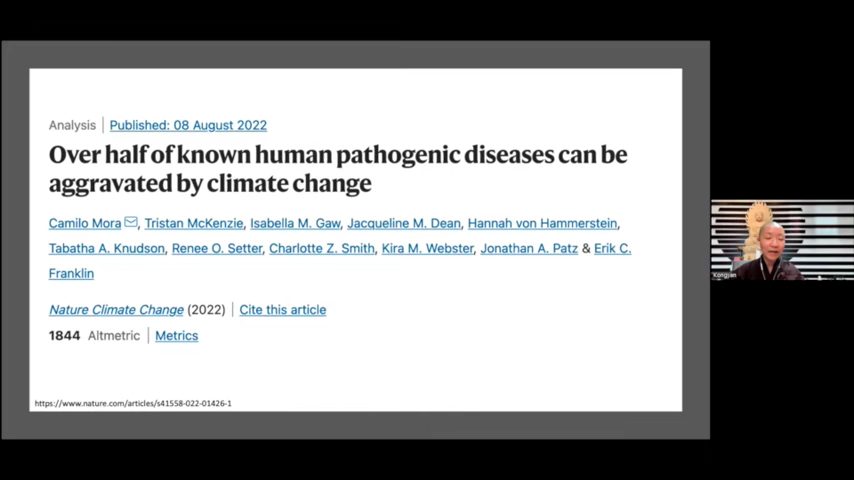 Analysis | Published: 08 August 2022
Over half of known human pathogenic diseases can be
aggravated by climate change
Camilo Mora, Tristan McKenzie, Isabella M. Gaw, Jacqueline M. Dean, Hannah von Hammerstein,
Tabatha A. Knudson, Renee O. Setter, Charlotte Z. Smith, Kira M. Webster, Jonathan A. Patz & Erik C.
Franklin
Nature Climate Change (2022) | Cite this article
1844 Altmetric | Metrics
https://www.nature.com/articles/s41558-022-01426-1
Kongjian